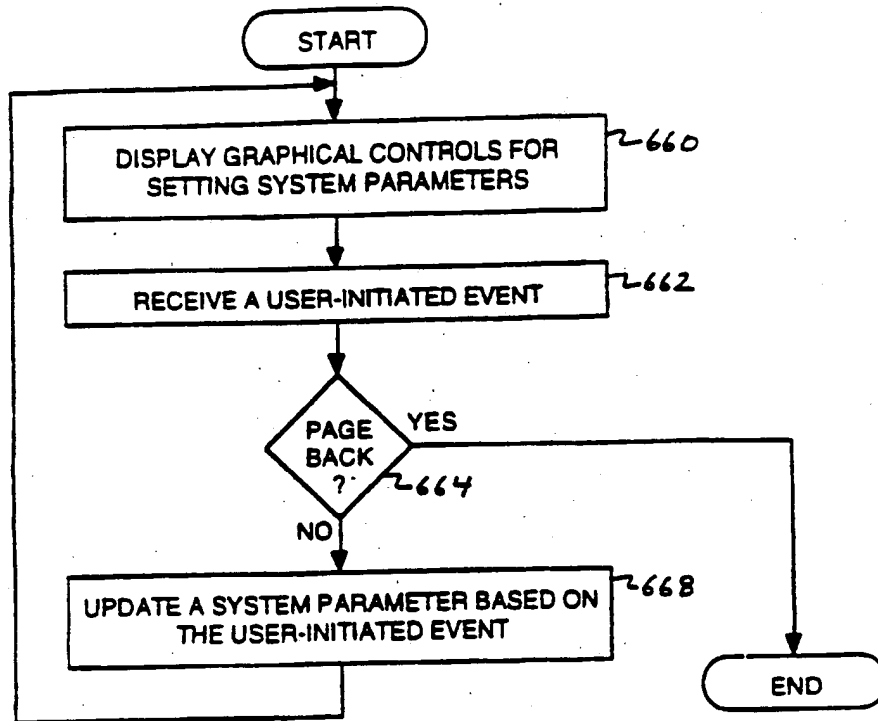 START
DISPLAY GRAPHICAL CONTROLS FOR
SETTING SYSTEM PARAMETERS
660
RECEIVE A USER-INITIATED EVENT
662
PAGE
BACK
?
YES
664
NO
UPDATE A SYSTEM PARAMETER BASED ON
THE USER-INITIATED EVENT
668
END